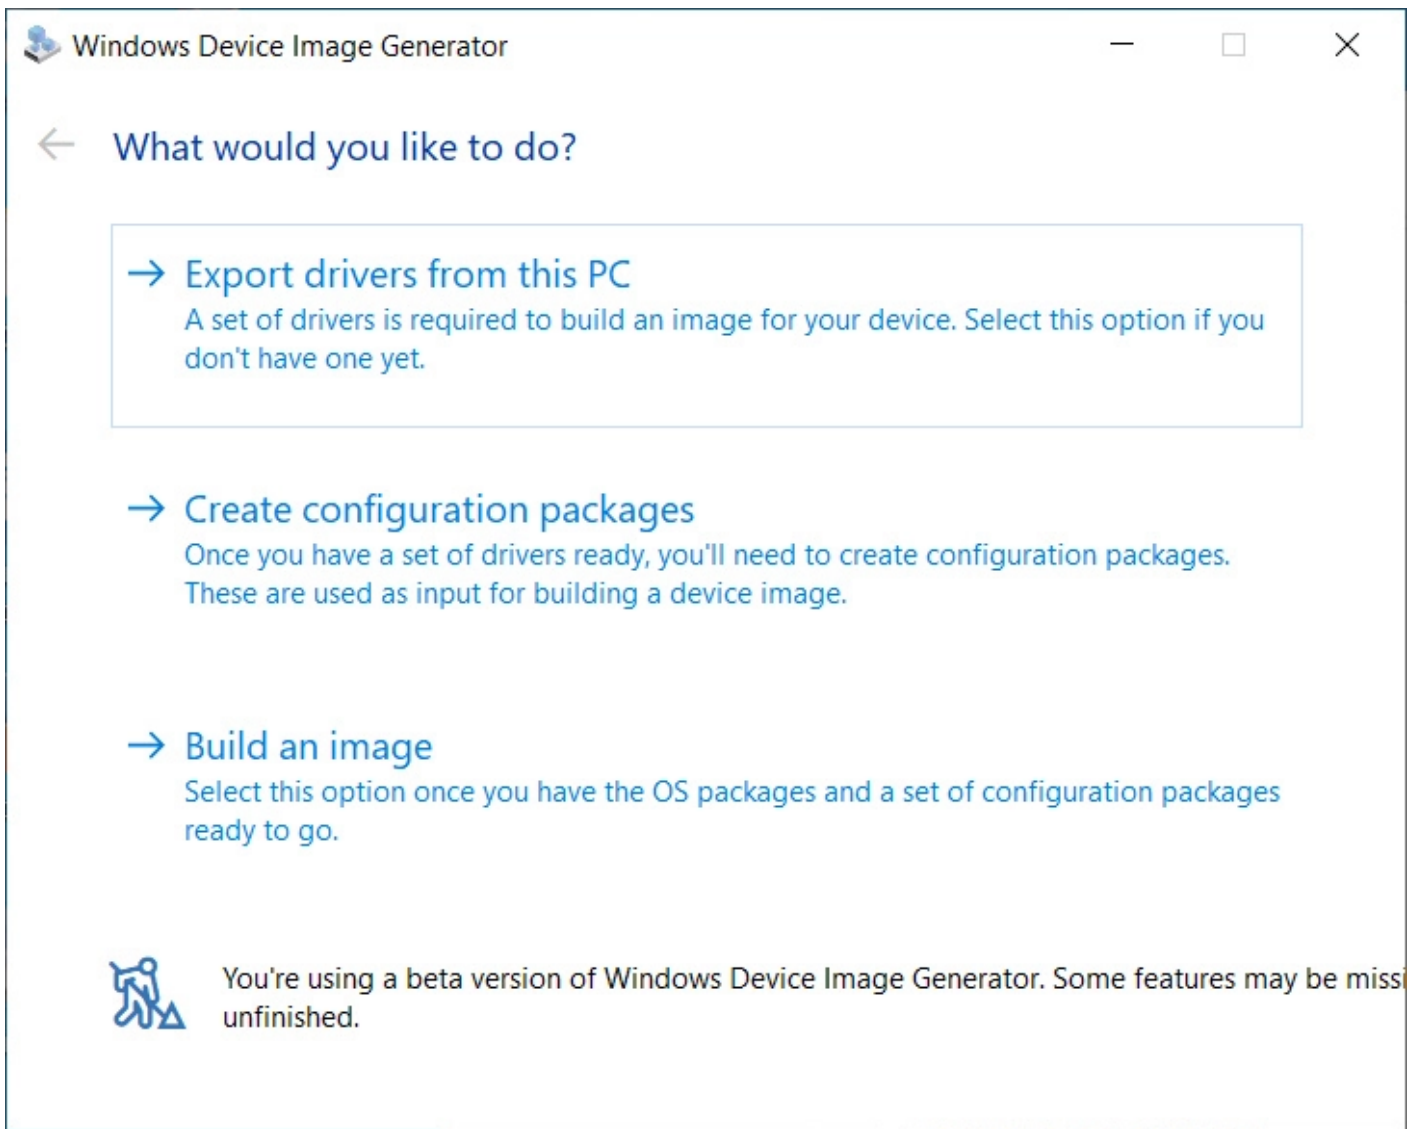 Windows Device Image Generator
What would you like to do?
Export drivers from this PC
A set of drivers is required to build an image for your device. Select this option if you
don't have one yet.
Create configuration packages
Once you have a set of drivers ready, you'll need to create configuration packages.
These are used as input for building a device image.
Build an image
Select this option once you have the OS packages and a set of configuration packages
ready to go.
You're using a beta version of Windows Device Image Generator. Some features may be missi
unfinished.